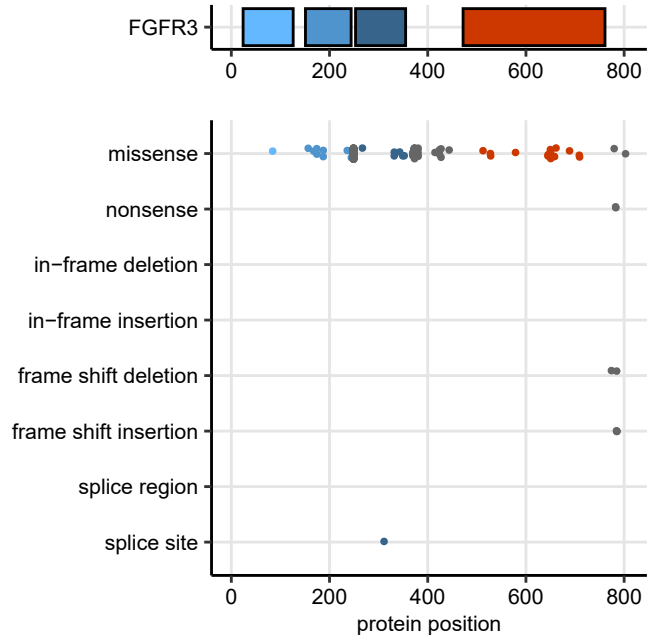 FGFR3
0 200 400 600 800
missense
nonsense
in−frame deletion
in−frame insertion
frame shift deletion
frame shift insertion
splice region
splice site
0 200 400 600 800
protein position